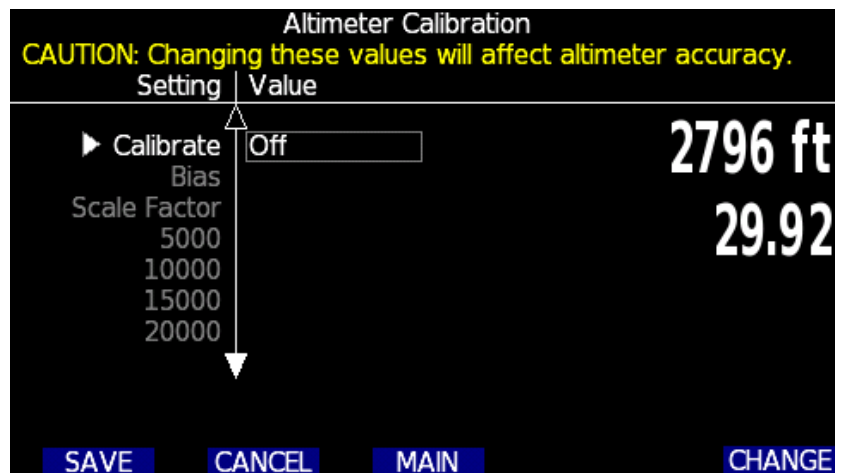 Altimeter Calibration
CAUTION: Changing these values will affect altimeter accuracy.
Setting Value
Calibrate Off
2796 ft
Bias
Scale Factor
29.92
5000
10000
15000
20000
SAVE CANCEL MAIN CHANGE